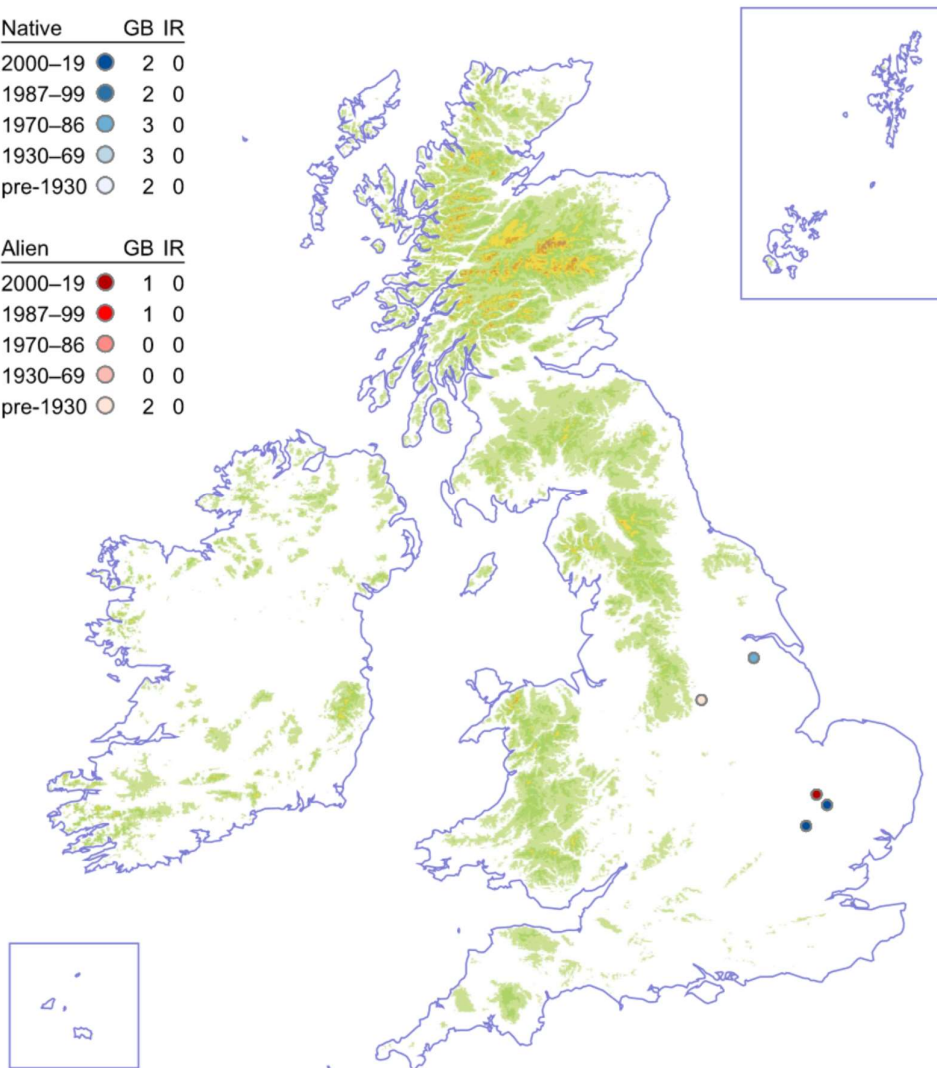 Native GB IR
2000–19 2 0
1987–99 2 0
1970–86 3 0
1930–69 3 0
pre-1930 2 0
Alien GB IR
2000–19 1 0
1987–99 1 0
1970–86 0 0
1930–69 0 0
pre-1930 2 0